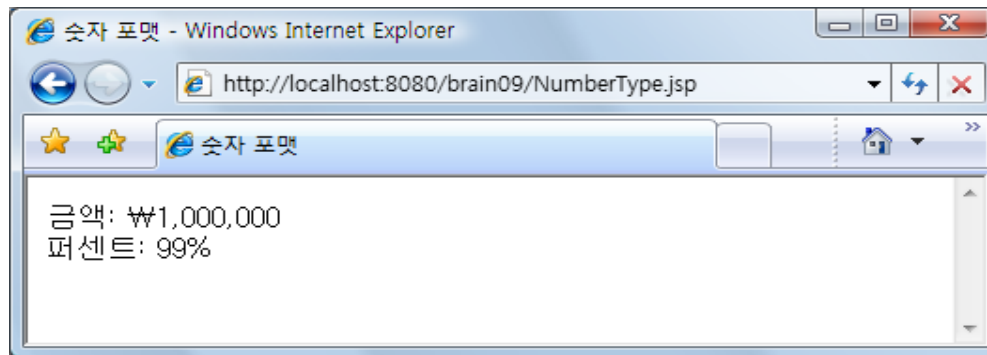 숫자 포맷 - Windows Internet Explorer
http://localhost:8080/brain09/NumberType.jsp
숫자 포맷
금액: ₩1,000,000
퍼센트: 99%